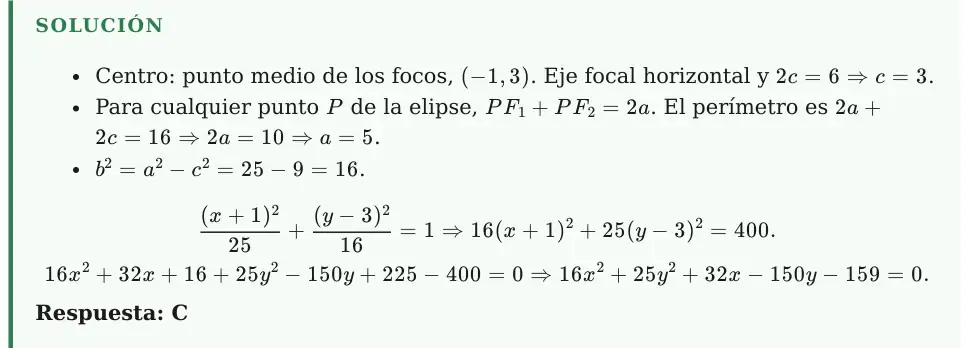 SOLUCIÓN
• Centro: punto medio de los focos, (−1, 3). Eje focal horizontal y 2c = 6 ⇒ c = 3.
• Para cualquier punto P de la elipse, PF₁ + PF₂ = 2a. El perímetro es 2a +
2c = 16 ⇒ 2a = 10 ⇒ a = 5.
• b² = a² − c² = 25 − 9 = 16.
(x + 1)²/25 + (y − 3)²/16 = 1 ⇒ 16(x + 1)² + 25(y − 3)² = 400.
16x² + 32x + 16 + 25y² − 150y + 225 − 400 = 0 ⇒ 16x² + 25y² + 32x − 150y − 159 = 0.
Respuesta: C